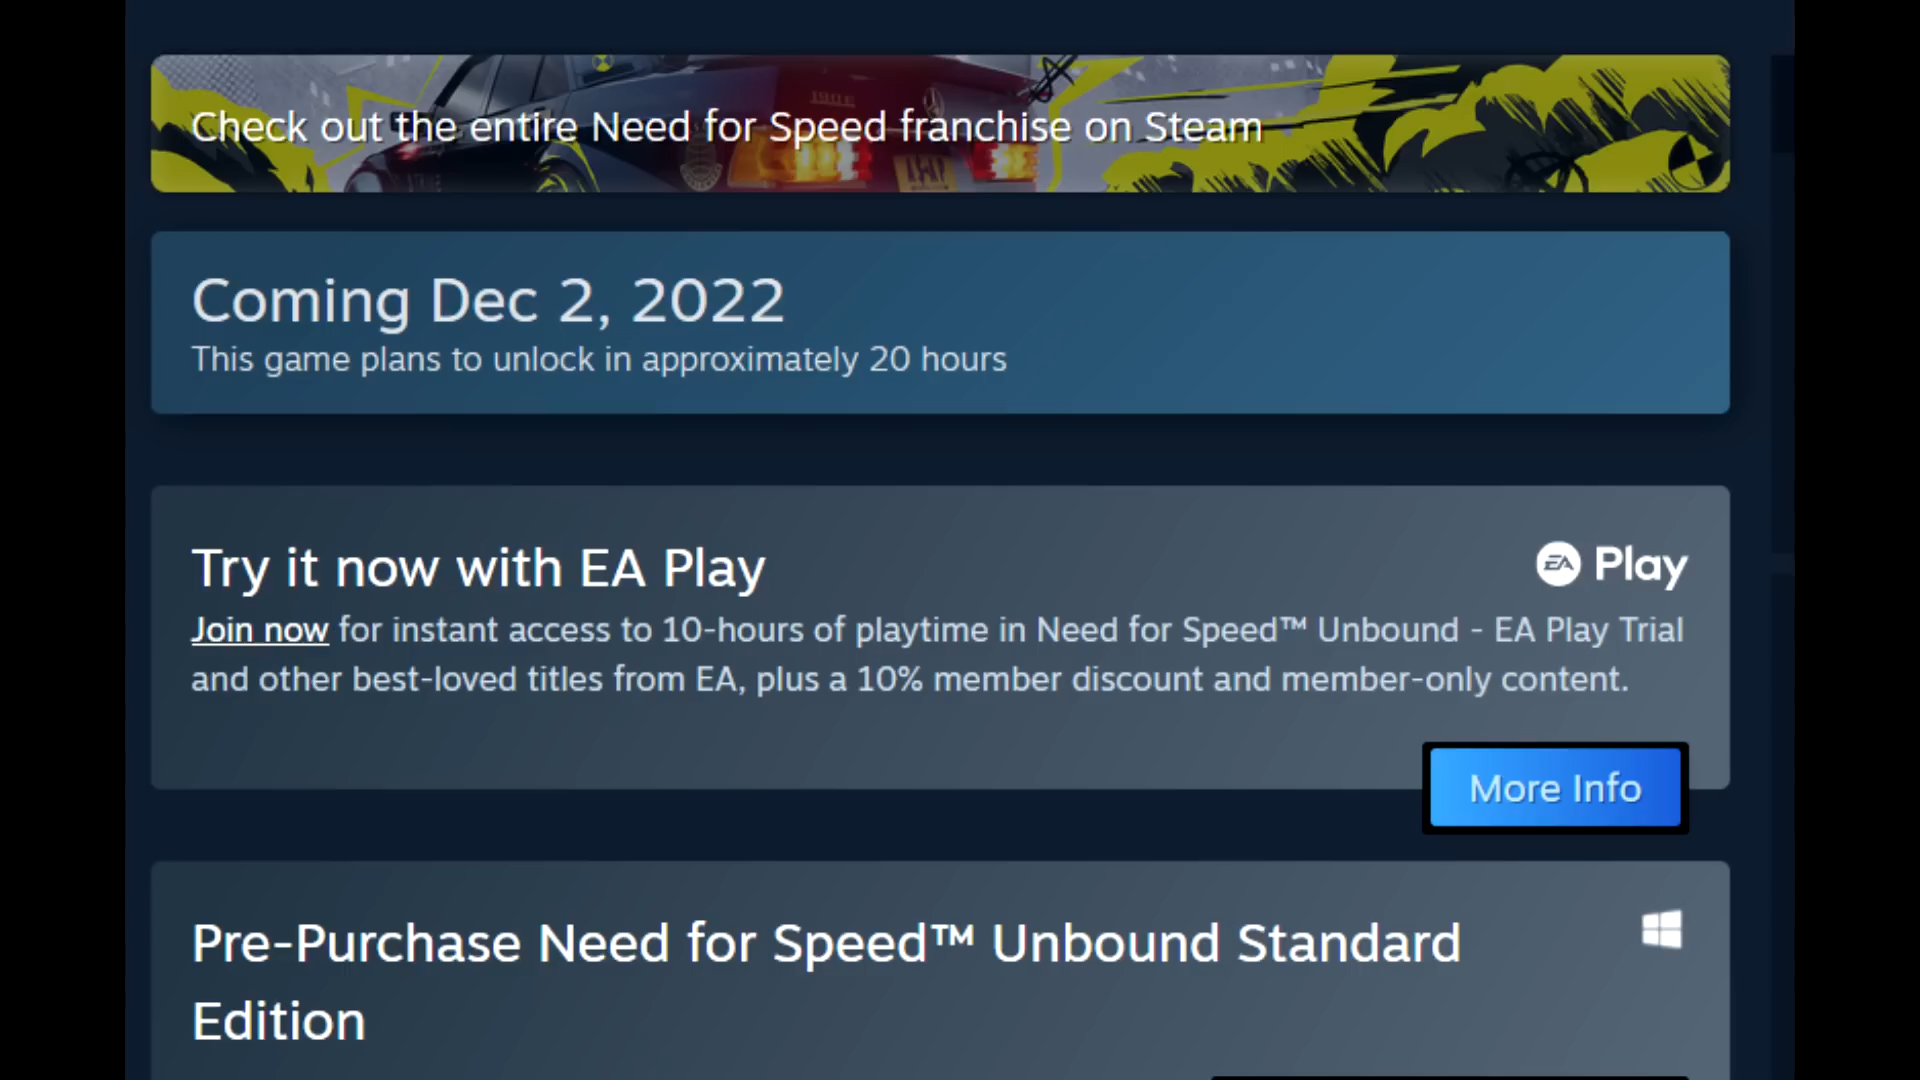 Check out the entire Need for Speed franchise on Steam
190 E
Coming Dec 2, 2022
This game plans to unlock in approximately 20 hours
Try it now with EA Play
EA Play
Join now for instant access to 10-hours of playtime in Need for Speed™ Unbound - EA Play Trial
and other best-loved titles from EA, plus a 10% member discount and member-only content.
More Info
Pre-Purchase Need for Speed™ Unbound Standard
Edition